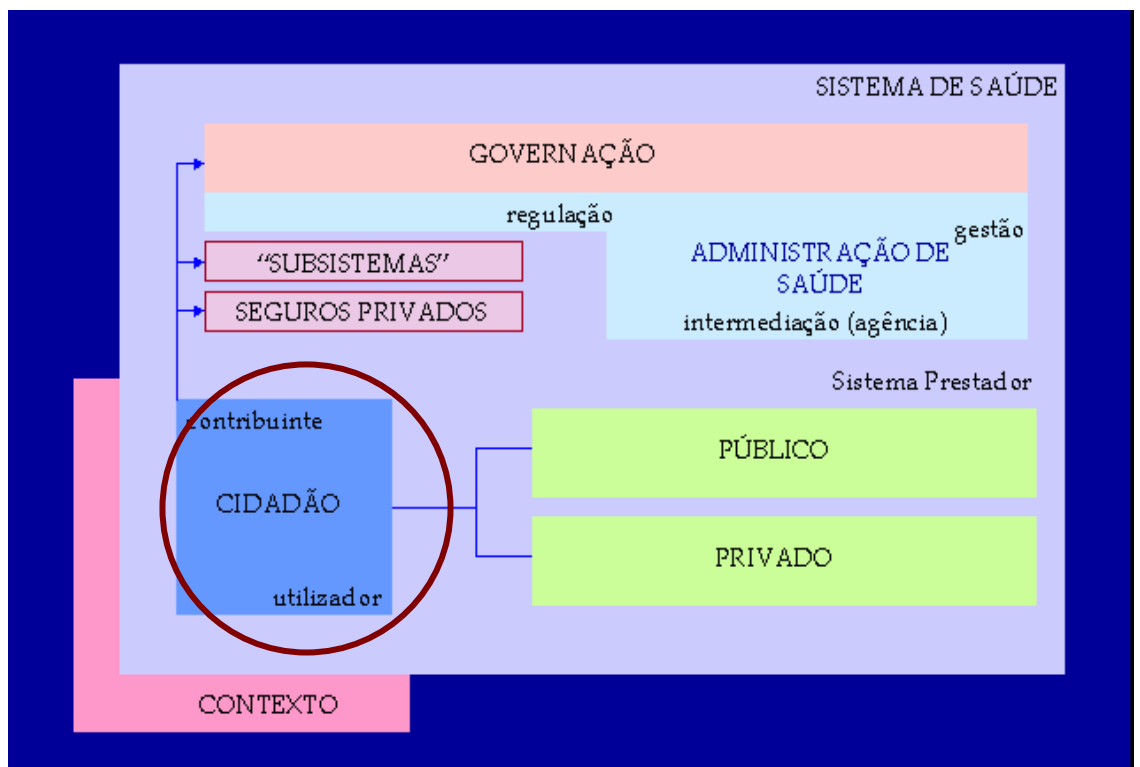 SISTEMA DE SAÚDE
GOVERNAÇÃO
regulação
gestão
ADMINISTRAÇÃO DE
SAÚDE
intermediação (agência)
“SUBSISTEMAS”
SEGUROS PRIVADOS
Sistema Prestador
contribuinte
CIDADÃO
utilizador
PÚBLICO
PRIVADO
CONTEXTO